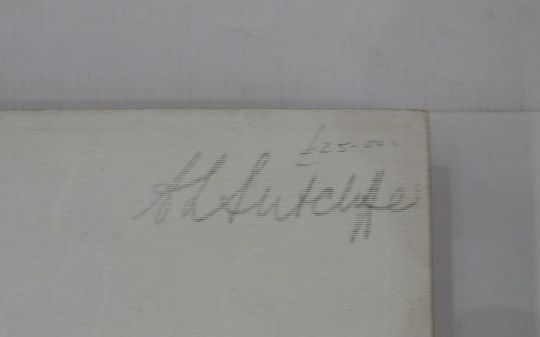 £25-00-
A L Sutcliffe